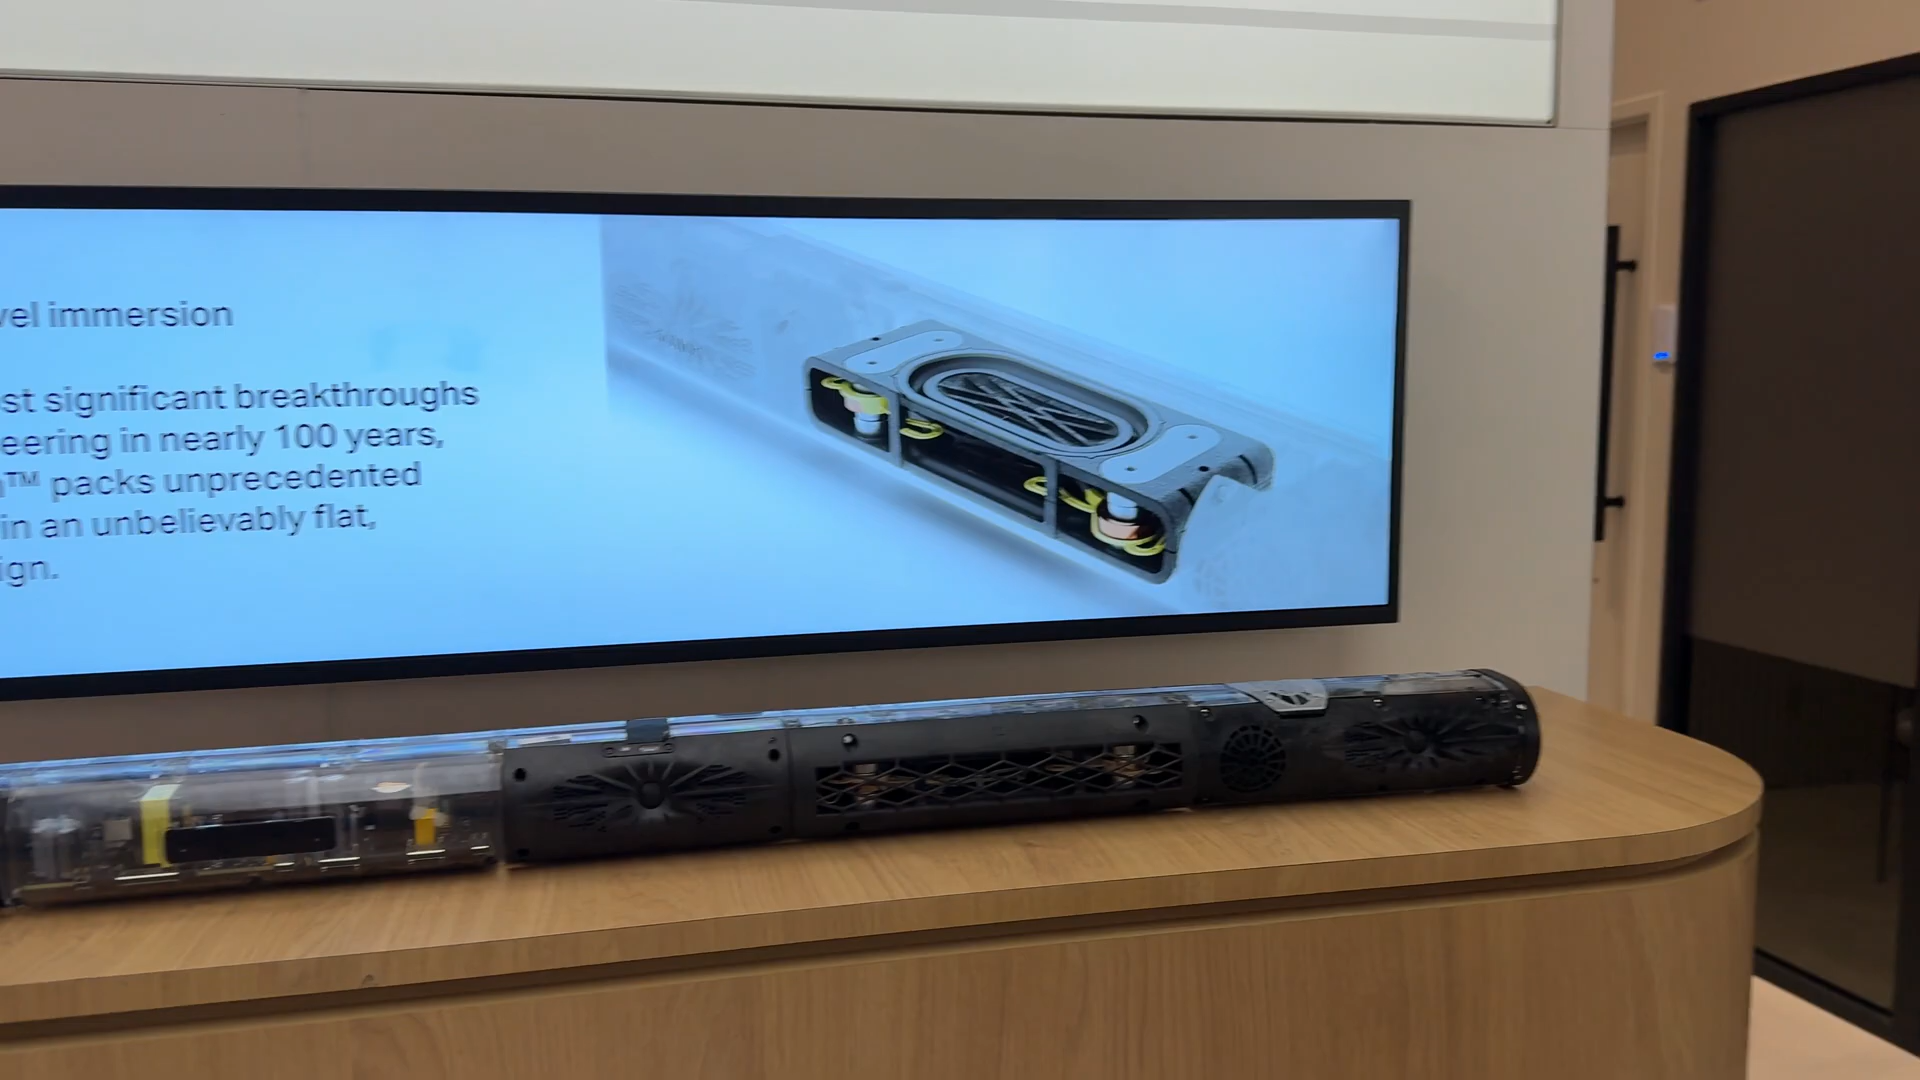 vel immersion
st significant breakthroughs
eering in nearly 100 years,
™ packs unprecedented
in an unbelievably flat,
ign.